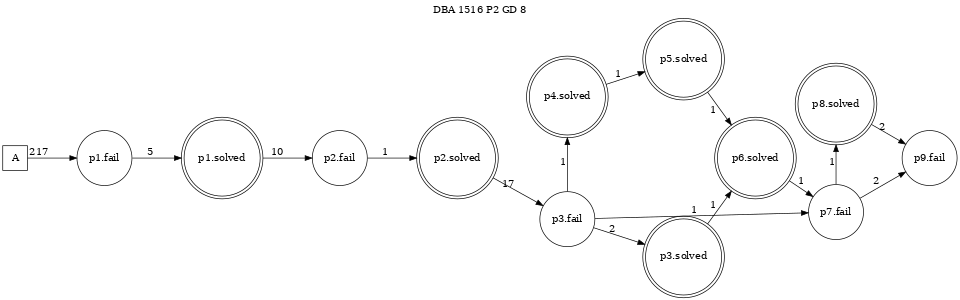 DBA 1516 P2 GD 8
A
217
p1.fail
5
p1.solved
10
p2.fail
1
p2.solved
17
p3.fail
1
p4.solved
1
p5.solved
1
p6.solved
1
2
p3.solved
1
1
p7.fail
1
p8.solved
2
2
p9.fail